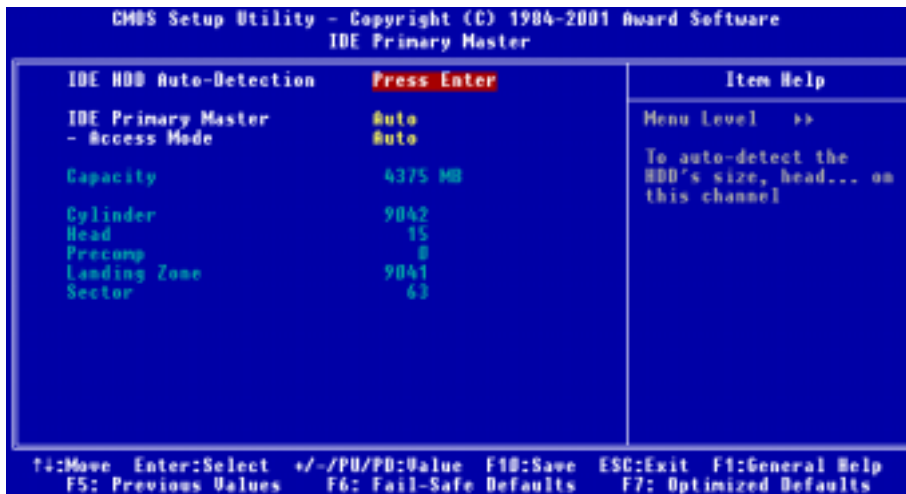 CMOS Setup Utility - Copyright (C) 1984-2001 Award Software
IDE Primary Master
IDE HDD Auto-Detection Press Enter
IDE Primary Master Auto
- Access Mode Auto
Capacity 4375 MB
Cylinder 9042
Head 15
Precomp 0
Landing Zone 9041
Sector 63
Item Help
Menu Level ▸▸
To auto-detect the
HDD's size, head... on
this channel
↑↓:Move Enter:Select +/-/PU/PD:Value F10:Save ESC:Exit F1:General Help
F5: Previous Values F6: Fail-Safe Defaults F7: Optimized Defaults